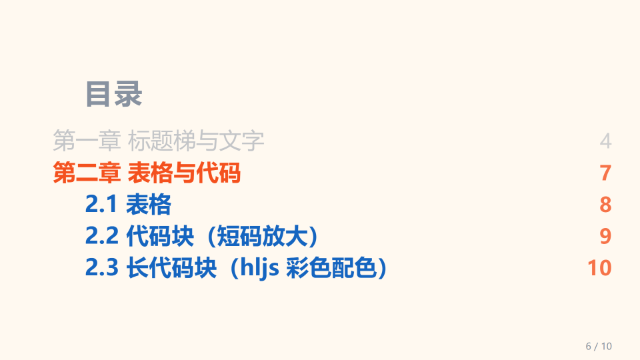 目录
第一章 标题梯与文字 4
第二章 表格与代码 7
2.1 表格 8
2.2 代码块（短码放大） 9
2.3 长代码块（hljs 彩色配色） 10
6 / 10